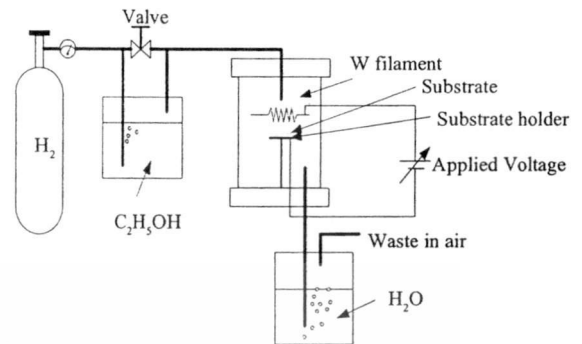 Valve
W filament
Substrate
H₂
Substrate holder
Applied Voltage
C₂H₅OH
Waste in air
H₂O